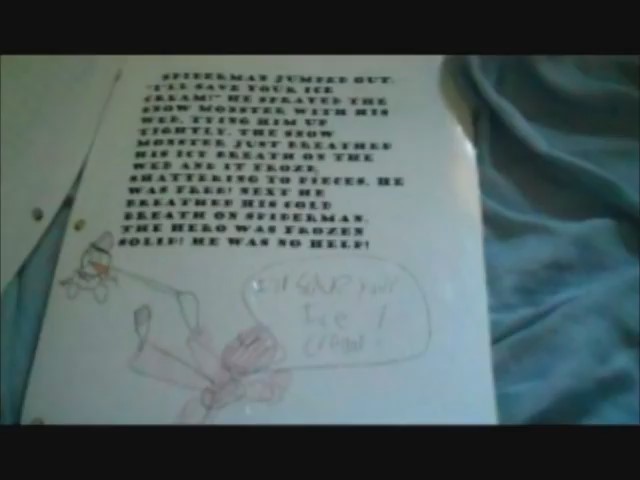 SPIDERMAN JUMPED OUT.
"I'LL SAVE YOUR ICE
CREAM!" HE SPRAYED THE
SNOW MONSTER WITH HIS
WEB, TYING HIM UP
TIGHTLY. THE SNOW
MONSTER JUST BREATHED
HIS ICY BREATH ON THE
WEB AND IT FROZE,
SHATTERING TO PIECES. HE
WAS FREE! NEXT HE
BREATHED HIS COLD
BREATH ON SPIDERMAN.
THE HERO WAS FROZEN
SOLID! HE WAS NO HELP!
I'll save your
Ice
cream!